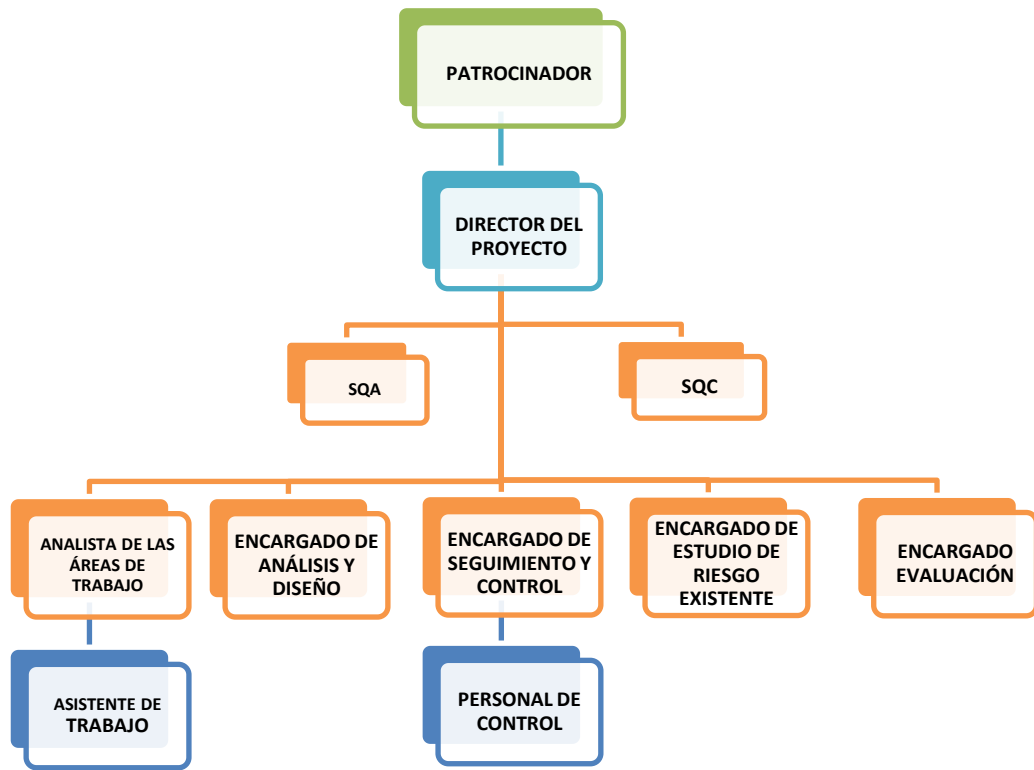 PATROCINADOR
DIRECTOR DEL
PROYECTO
SQA
SQC
ANALISTA DE LAS
ÁREAS DE
TRABAJO
ENCARGADO DE
ANÁLISIS Y
DISEÑO
ENCARGADO DE
SEGUIMIENTO Y
CONTROL
ENCARGADO DE
ESTUDIO DE
RIESGO
EXISTENTE
ENCARGADO
EVALUACIÓN
ASISTENTE DE
TRABAJO
PERSONAL DE
CONTROL